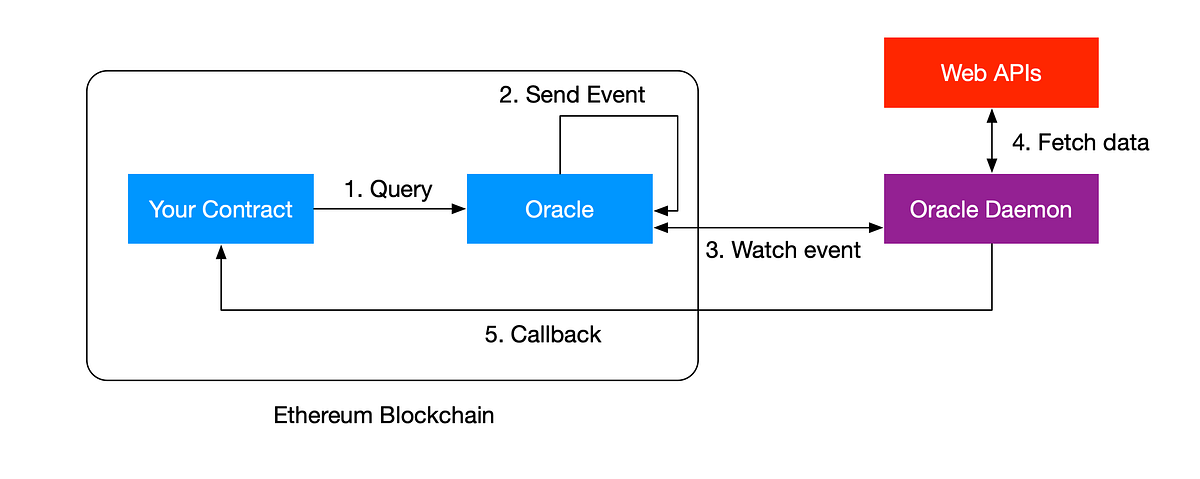 Web APIs
2. Send Event
4. Fetch data
1. Query
Your Contract
Oracle
Oracle Daemon
3. Watch event
5. Callback
Ethereum Blockchain